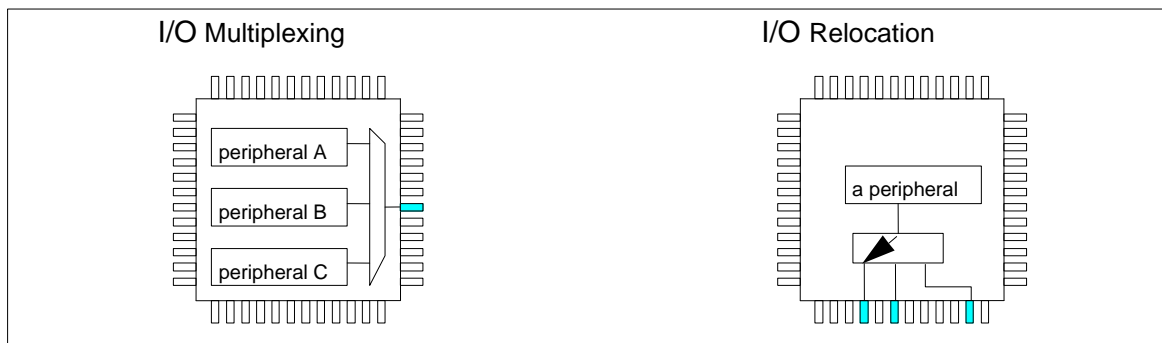 I/O Multiplexing
peripheral A
peripheral B
peripheral C
I/O Relocation
a peripheral